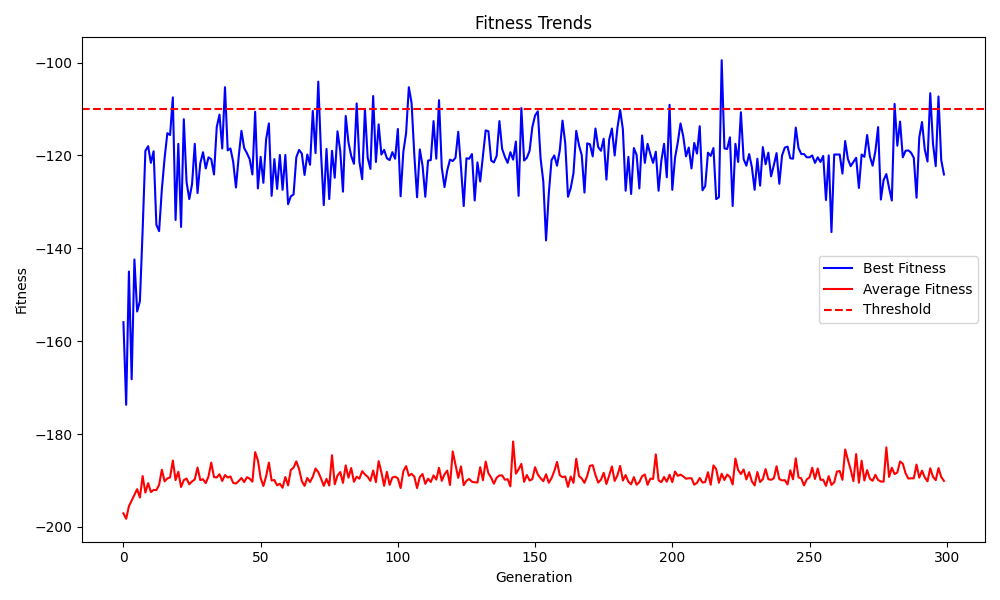 Fitness Trends
Fitness
−100
−120
−140
−160
−180
−200
Best Fitness
Average Fitness
Threshold
0
50
100
150
200
250
300
Generation